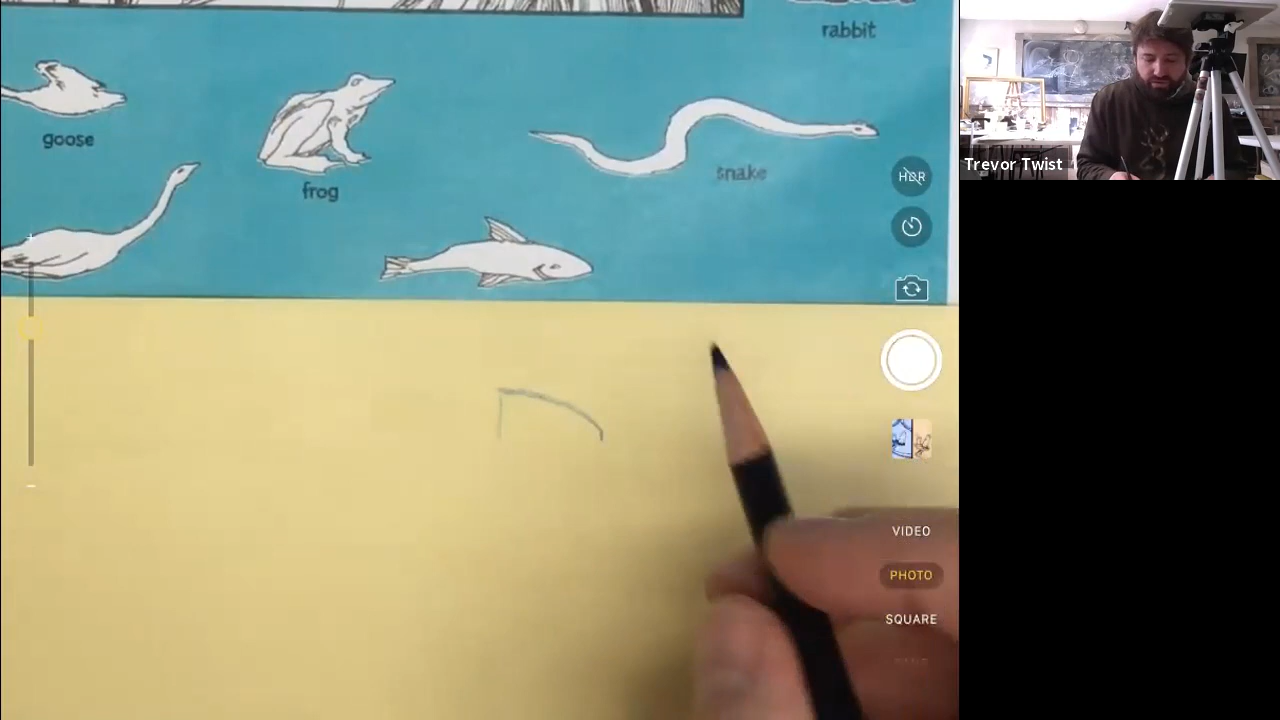 rabbit
goose
frog
snake
HDR
Trevor Twist
VIDEO
PHOTO
SQUARE